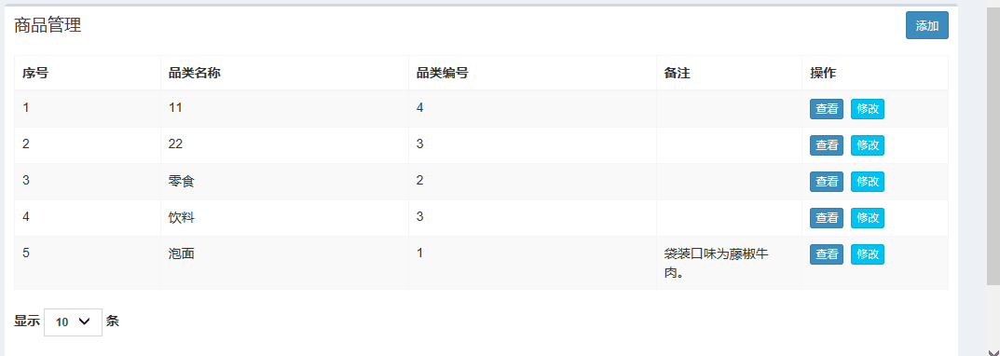 商品管理 添加
序号 品类名称 品类编号 备注 操作
1 11 4 查看 修改
2 22 3 查看 修改
3 零食 2 查看 修改
4 饮料 3 查看 修改
5 泡面 1 袋装口味为藤椒牛 查看 修改
肉。
显示 10 条